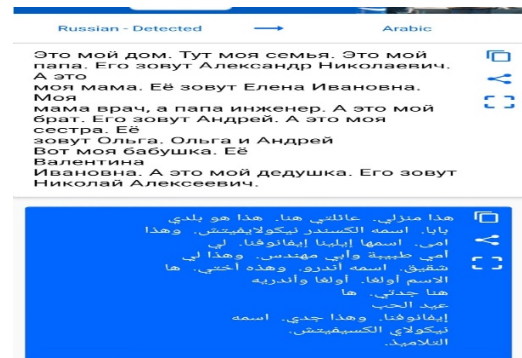 Russian - Detected
Arabic
Это мой дом. Тут моя семья. Это мой
папа. Его зовут Александр Николаевич.
А это
моя мама. Её зовут Елена Ивановна.
Моя
мама врач, а папа инженер. А это мой
брат. Его зовут Андрей. А это моя
сестра. Её
зовут Ольга. Ольга и Андрей
Вот моя бабушка. Её
Валентина
Ивановна. А это мой дедушка. Его зовут
Николай Алексеевич.
هذا منزلي. عائلتي هنا. هذا هو بلدي
بابا. اسمه الكسندر نيكولايفيتش. وهذا
امي. اسمها إيلينا إيفانوفنا. لي
أمي طبيبة وأبي مهندس. وهذا لي
شقيق. اسمه أندرو. وهذه أختي. ها
الاسم أولغا. أولغا وأندريه
هنا جدتي. ها
عيد الحب
إيفانوفنا. وهذا جدي. اسمه
نيكولاي الكسيفيتش.
التلاميذ.